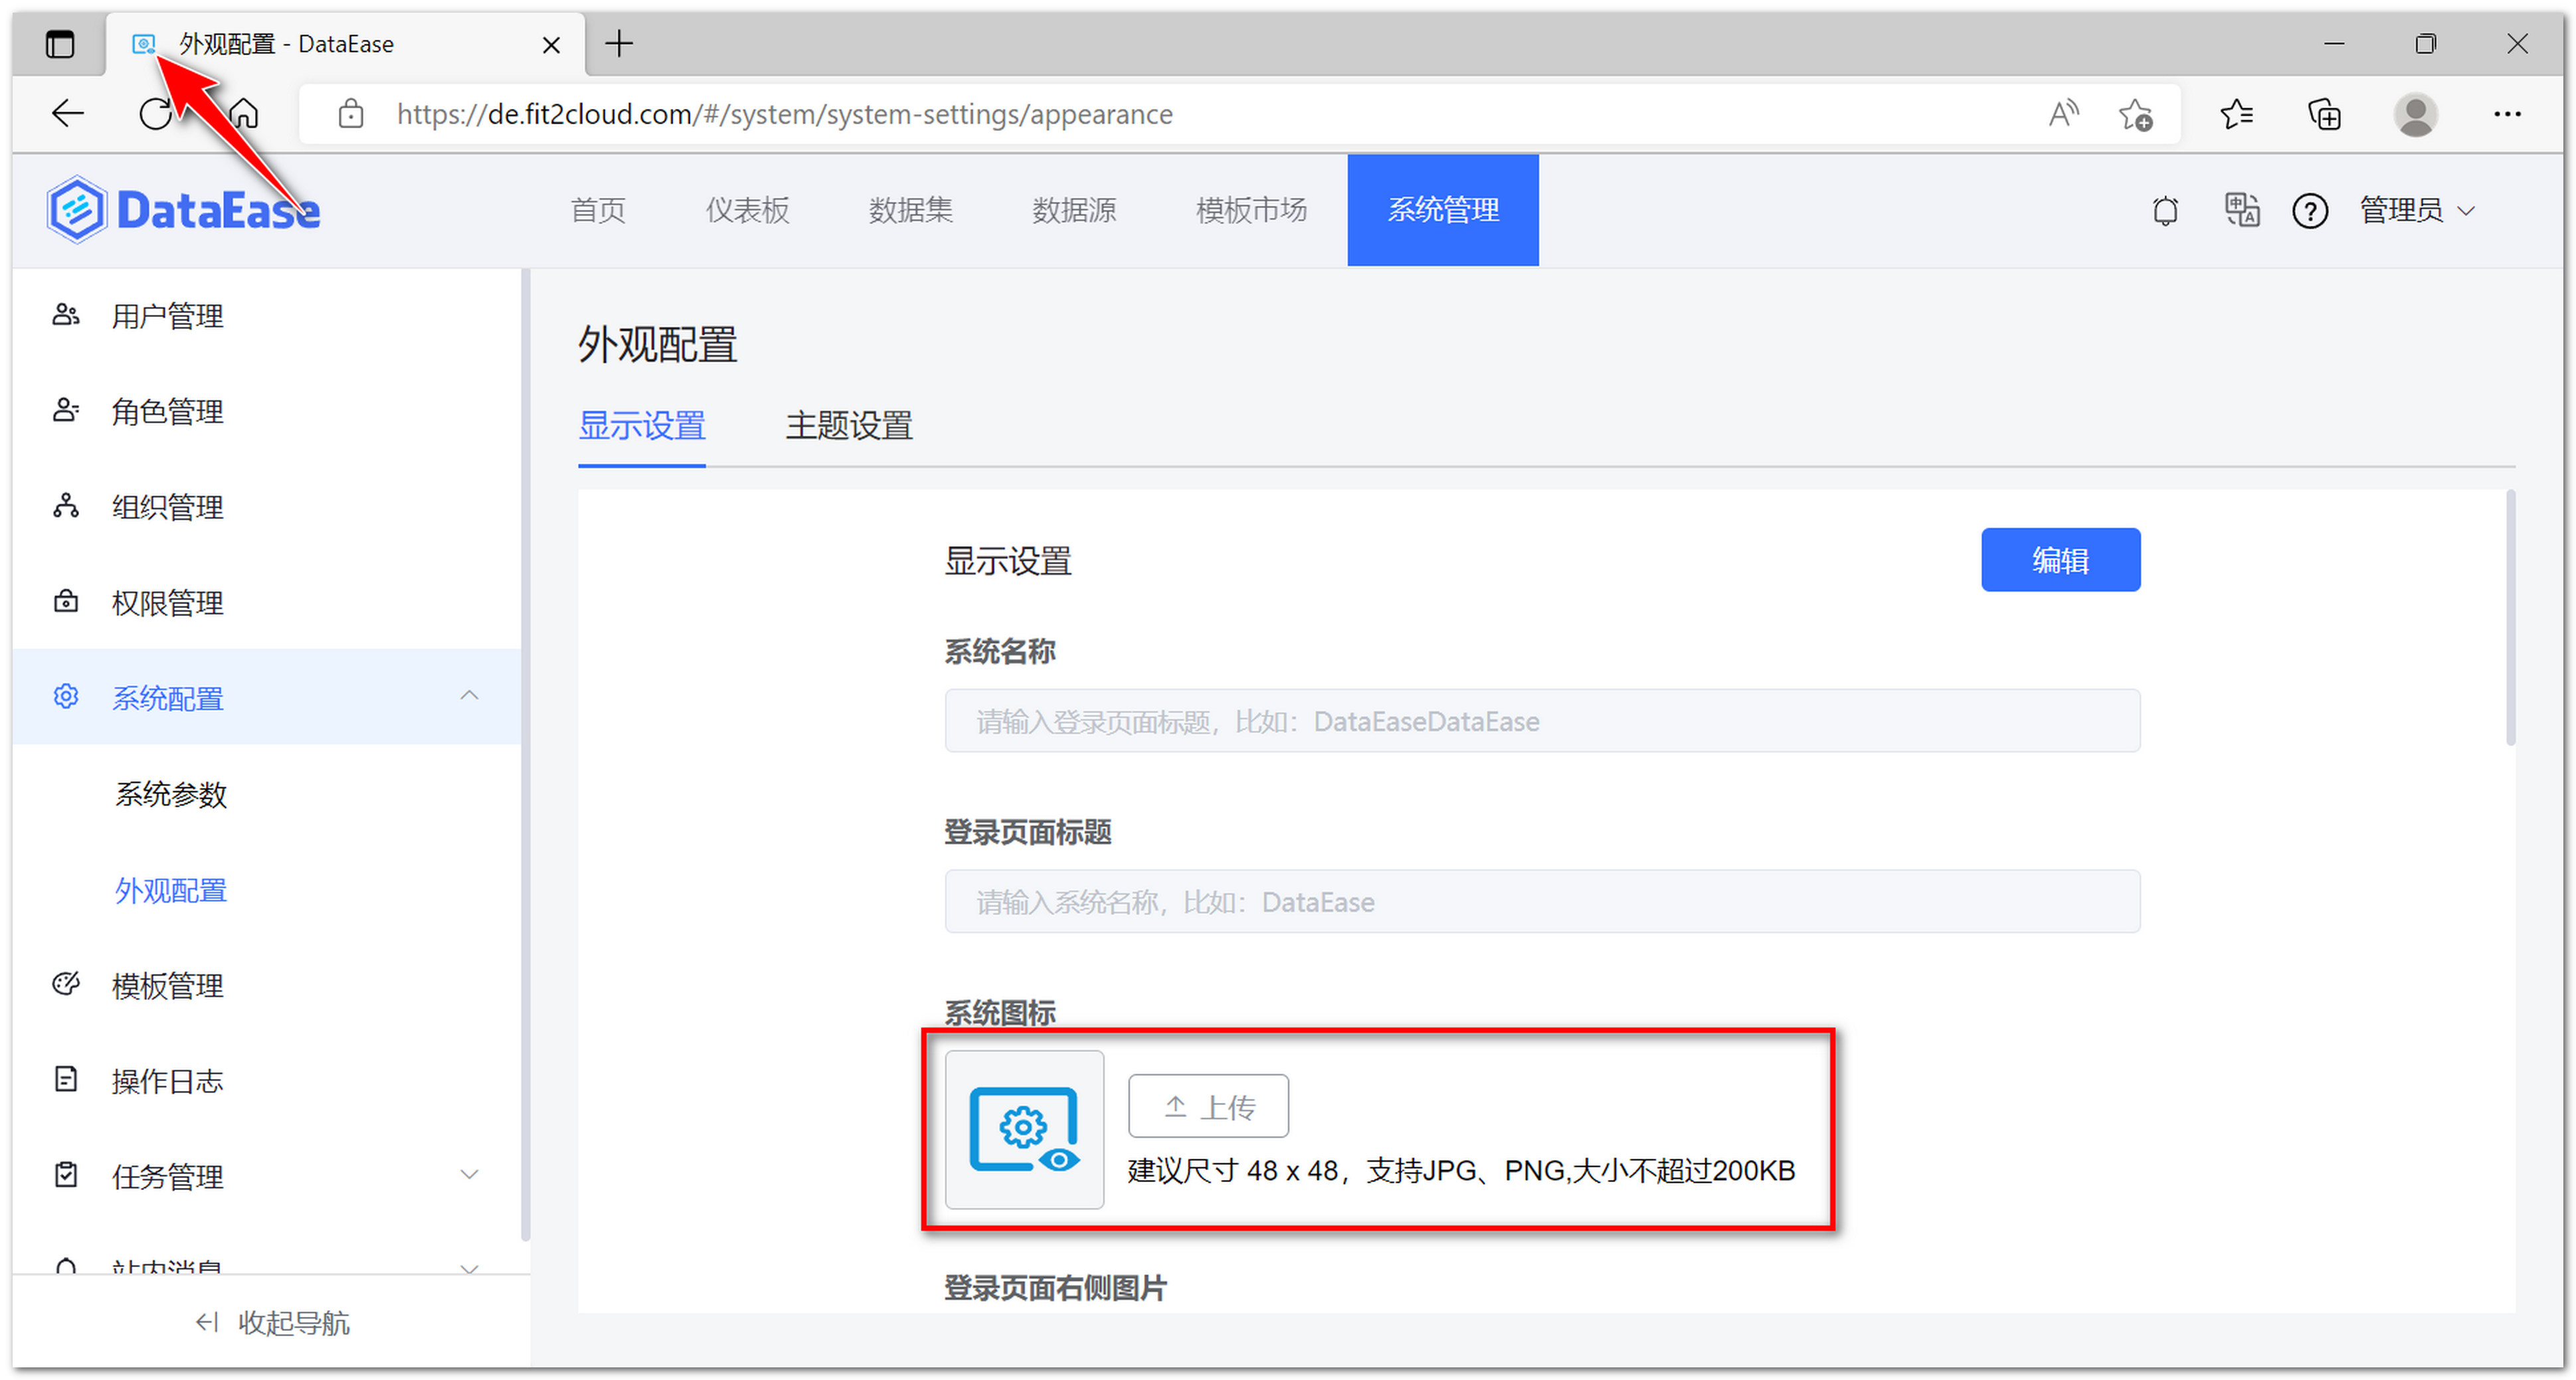 外观配置 - DataEase
https://de.fit2cloud.com/#/system/system-settings/appearance
DataEase
首页
仪表板
数据集
数据源
模板市场
系统管理
管理员
用户管理
角色管理
组织管理
权限管理
系统配置
系统参数
外观配置
模板管理
操作日志
任务管理
站内消息
收起导航
外观配置
显示设置
主题设置
显示设置
编辑
系统名称
请输入登录页面标题，比如：DataEaseDataEase
登录页面标题
请输入系统名称，比如：DataEase
系统图标
上传
建议尺寸 48 x 48，支持JPG、PNG,大小不超过200KB
登录页面右侧图片